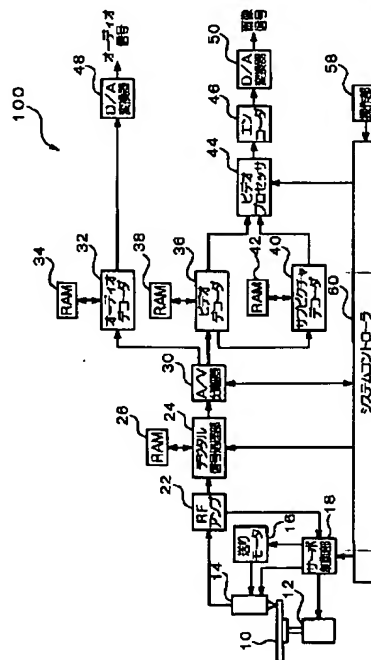 100
オーディオ
信号
48
D/A
変換器
34
RAM
32
オーディオ
デコーダ
画像
信号
50
D/A
変換器
46
エン
コーダ
44
ビデオ
プロセッサ
38
RAM
36
ビデオ
デコーダ
42
RAM
40
サブピクチャ
デコーダ
58
操作部
30
A/V
分離部
26
RAM
24
デジタル
信号処理部
22
RF
アンプ
16
送り
モータ
14
18
サーボ
制御部
10
12
60
システムコントローラ